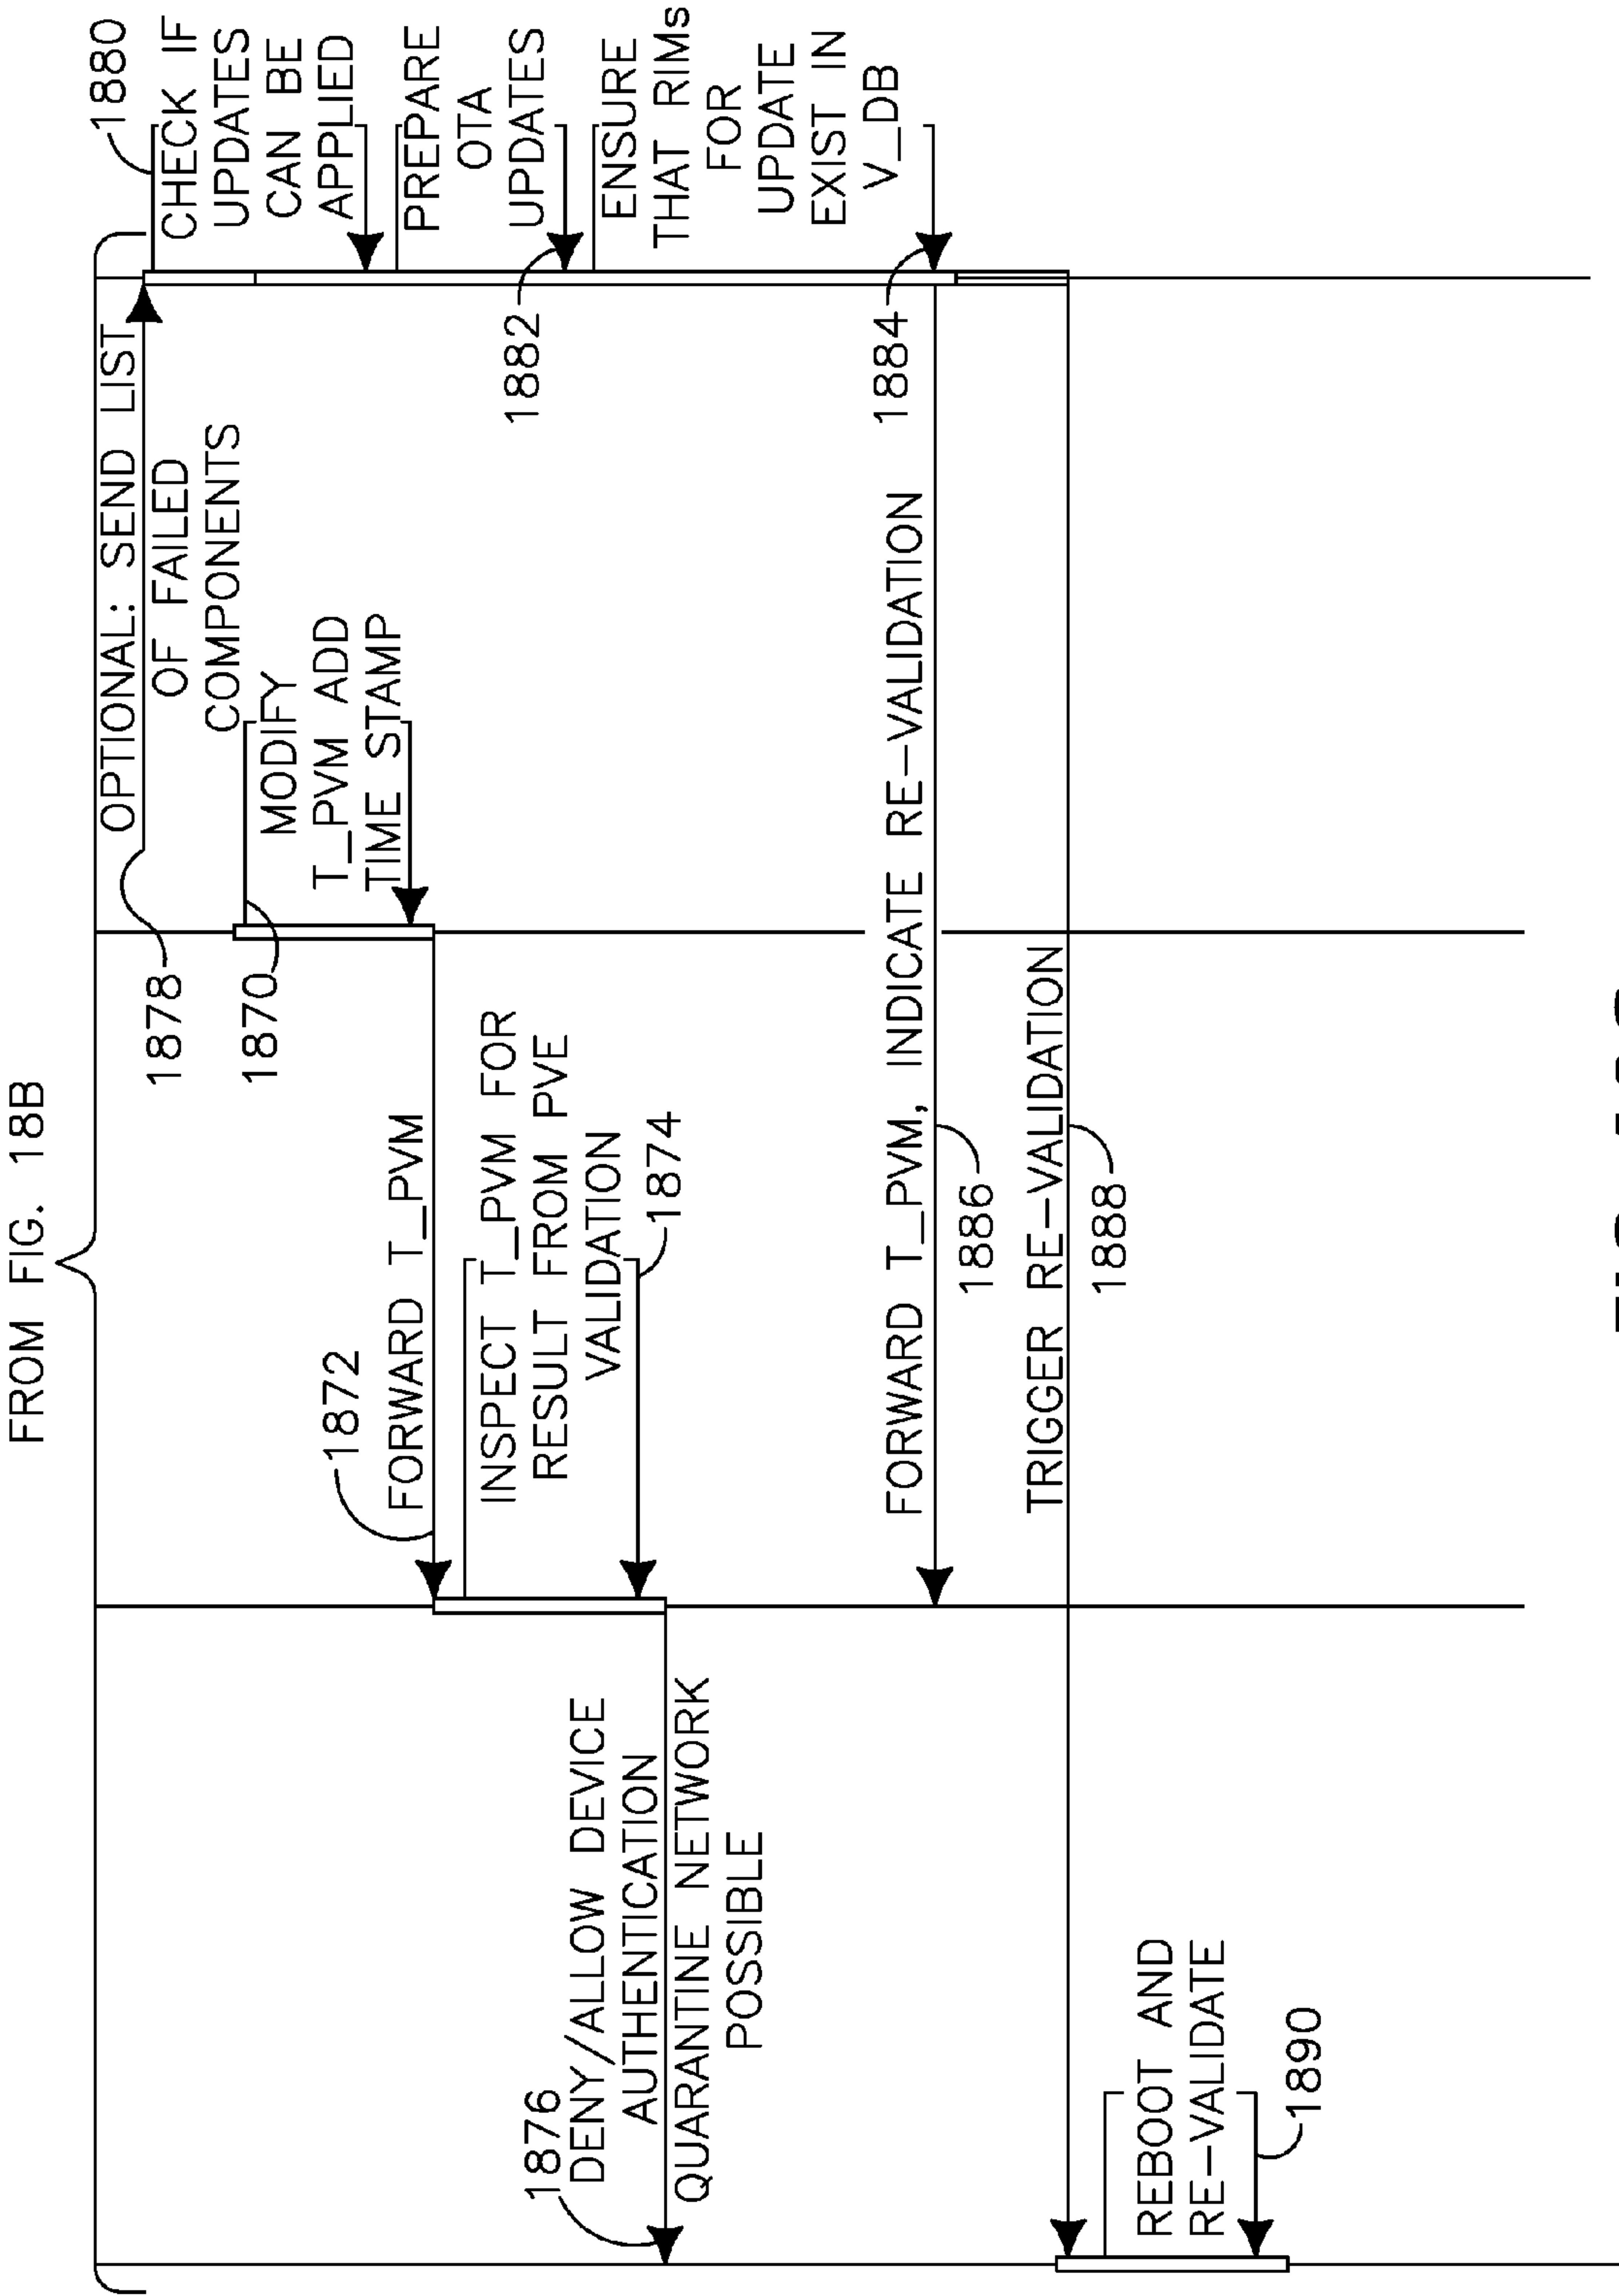 FROM FIG. 18B
1878
OPTIONAL: SEND LIST
OF FAILED
COMPONENTS
1880
CHECK IF
UPDATES
CAN BE
APPLIED
1870
MODIFY
T_PVM ADD
TIME STAMP
PREPARE
OTA
UPDATES
1882
1872
FORWARD T_PVM
INSPECT T_PVM FOR
RESULT FROM PVE
VALIDATION
1874
1876
DENY/ALLOW DEVICE
AUTHENTICATION
QUARANTINE NETWORK
POSSIBLE
ENSURE
THAT RIMs
FOR
UPDATE
EXIST IN
V_DB
1884
FORWARD T_PVM, INDICATE RE-VALIDATION
1886
TRIGGER RE-VALIDATION
1888
REBOOT AND
RE-VALIDATE
1890